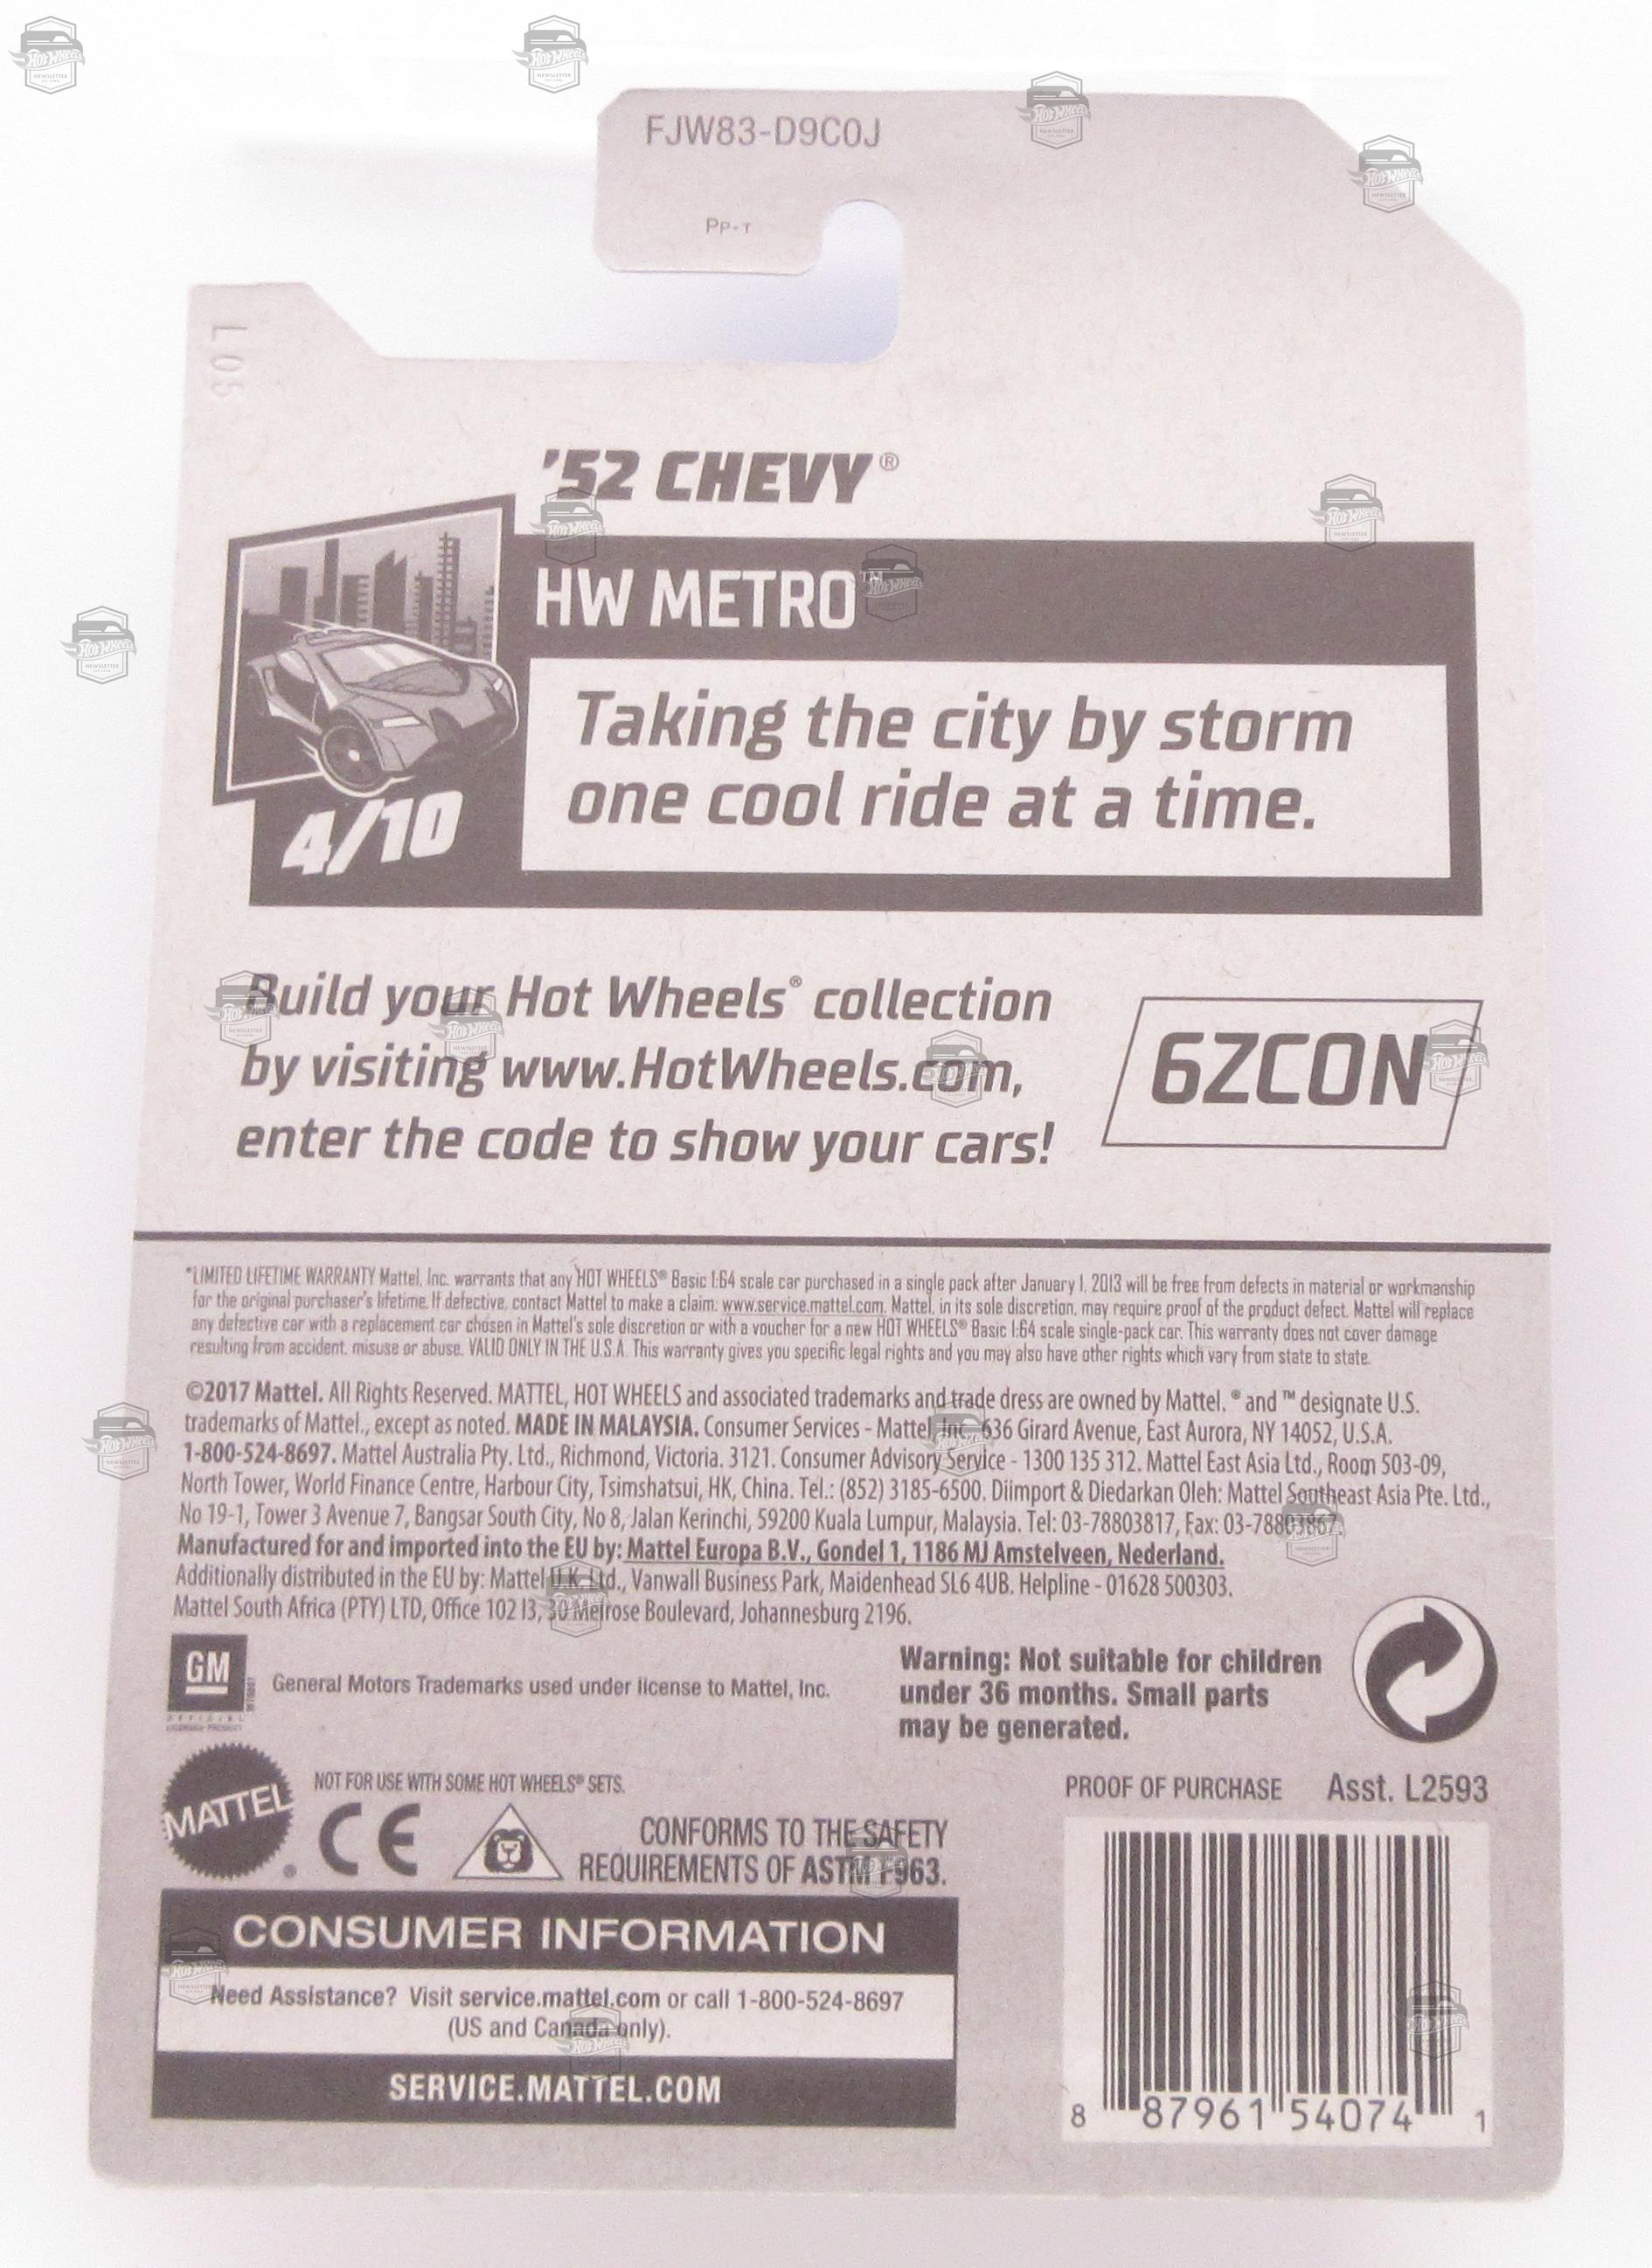 FJW83-D9C0J
PP-T
L05
'52 CHEVY®
HW METRO™
Taking the city by storm
one cool ride at a time.
4/10
Build your Hot Wheels® collection
by visiting www.HotWheels.com,
enter the code to show your cars!
6ZCON
*LIMITED LIFETIME WARRANTY Mattel, Inc. warrants that any HOT WHEELS® Basic 1:64 scale car purchased in a single pack after January 1, 2013 will be free from defects in material or workmanship
for the original purchaser's lifetime. If defective, contact Mattel to make a claim: www.service.mattel.com. Mattel, in its sole discretion, may require proof of the product defect. Mattel will replace
any defective car with a replacement car chosen in Mattel's sole discretion or with a voucher for a new HOT WHEELS® Basic 1:64 scale single-pack car. This warranty does not cover damage
resulting from accident, misuse or abuse. VALID ONLY IN THE U.S.A. This warranty gives you specific legal rights and you may also have other rights which vary from state to state.
©2017 Mattel. All Rights Reserved. MATTEL, HOT WHEELS and associated trademarks and trade dress are owned by Mattel. ® and ™ designate U.S.
trademarks of Mattel., except as noted. MADE IN MALAYSIA. Consumer Services - Mattel, Inc. 636 Girard Avenue, East Aurora, NY 14052, U.S.A.
1-800-524-8697. Mattel Australia Pty. Ltd., Richmond, Victoria. 3121. Consumer Advisory Service - 1300 135 312. Mattel East Asia Ltd., Room 503-09,
North Tower, World Finance Centre, Harbour City, Tsimshatsui, HK, China. Tel.: (852) 3185-6500. Diimport & Diedarkan Oleh: Mattel Southeast Asia Pte. Ltd.,
No 19-1, Tower 3 Avenue 7, Bangsar South City, No 8, Jalan Kerinchi, 59200 Kuala Lumpur, Malaysia. Tel: 03-78803817, Fax: 03-78803867.
Manufactured for and imported into the EU by: Mattel Europa B.V., Gondel 1, 1186 MJ Amstelveen, Nederland.
Additionally distributed in the EU by: Mattel U.K. Ltd., Vanwall Business Park, Maidenhead SL6 4UB. Helpline - 01628 500303.
Mattel South Africa (PTY) LTD, Office 102 I3, 30 Melrose Boulevard, Johannesburg 2196.
GM
OFFICIAL
LICENSED PRODUCT
General Motors Trademarks used under license to Mattel, Inc.
Warning: Not suitable for children
under 36 months. Small parts
may be generated.
MATTEL®
NOT FOR USE WITH SOME HOT WHEELS® SETS.
CE
CONFORMS TO THE SAFETY
REQUIREMENTS OF ASTM F963.
PROOF OF PURCHASE Asst. L2593
CONSUMER INFORMATION
Need Assistance? Visit service.mattel.com or call 1-800-524-8697
(US and Canada only).
SERVICE.MATTEL.COM
8 87961 54074 1